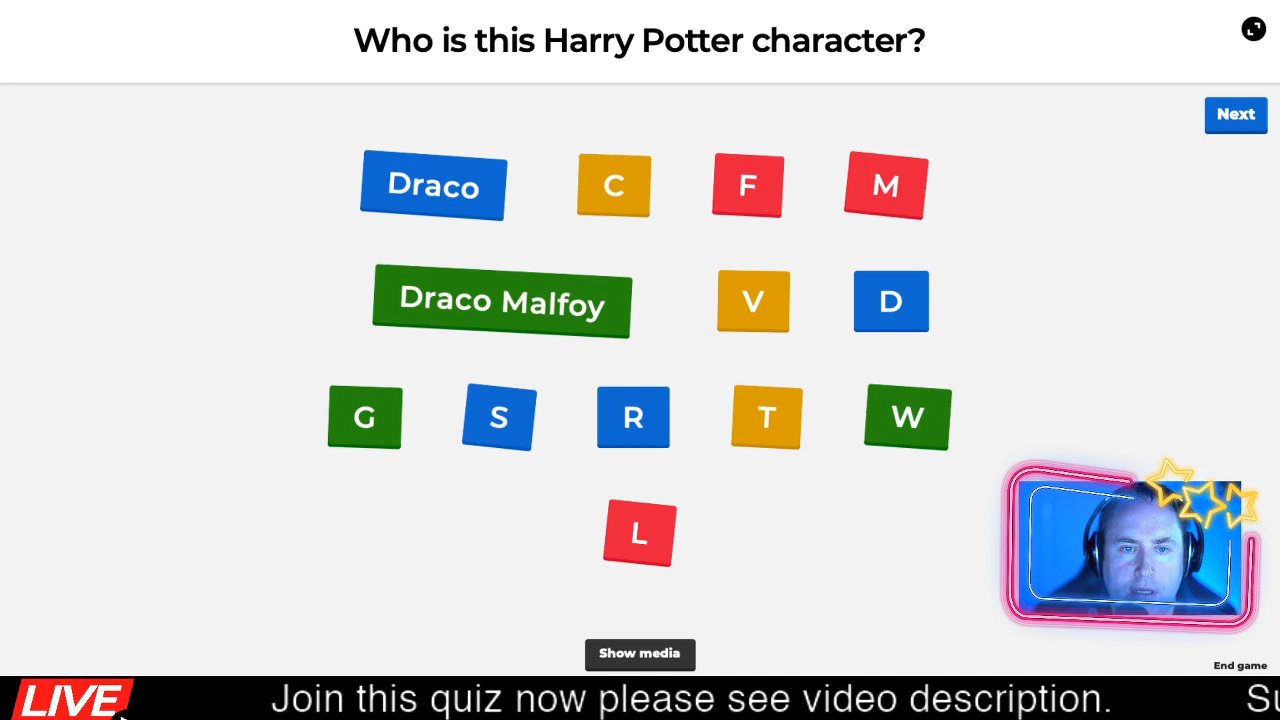 Who is this Harry Potter character?
Next
Draco
C
F
M
Draco Malfoy
V
D
G
S
R
T
W
L
Show media
End game
LIVE
Join this quiz now please see video description.
Su